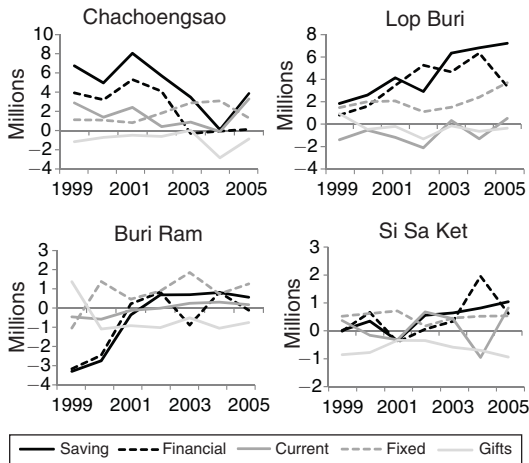 Chachoengsao
Millions
10
8
6
4
2
0
−2
−4
1999 2001 2003 2005
Lop Buri
Millions
8
6
4
2
0
−2
−4
1999 2001 2003 2005
Buri Ram
Millions
3
2
1
0
−1
−2
−3
−4
1999 2001 2003 2005
Si Sa Ket
Millions
3
2
1
0
−1
−2
1999 2001 2003 2005
Saving Financial Current Fixed Gifts